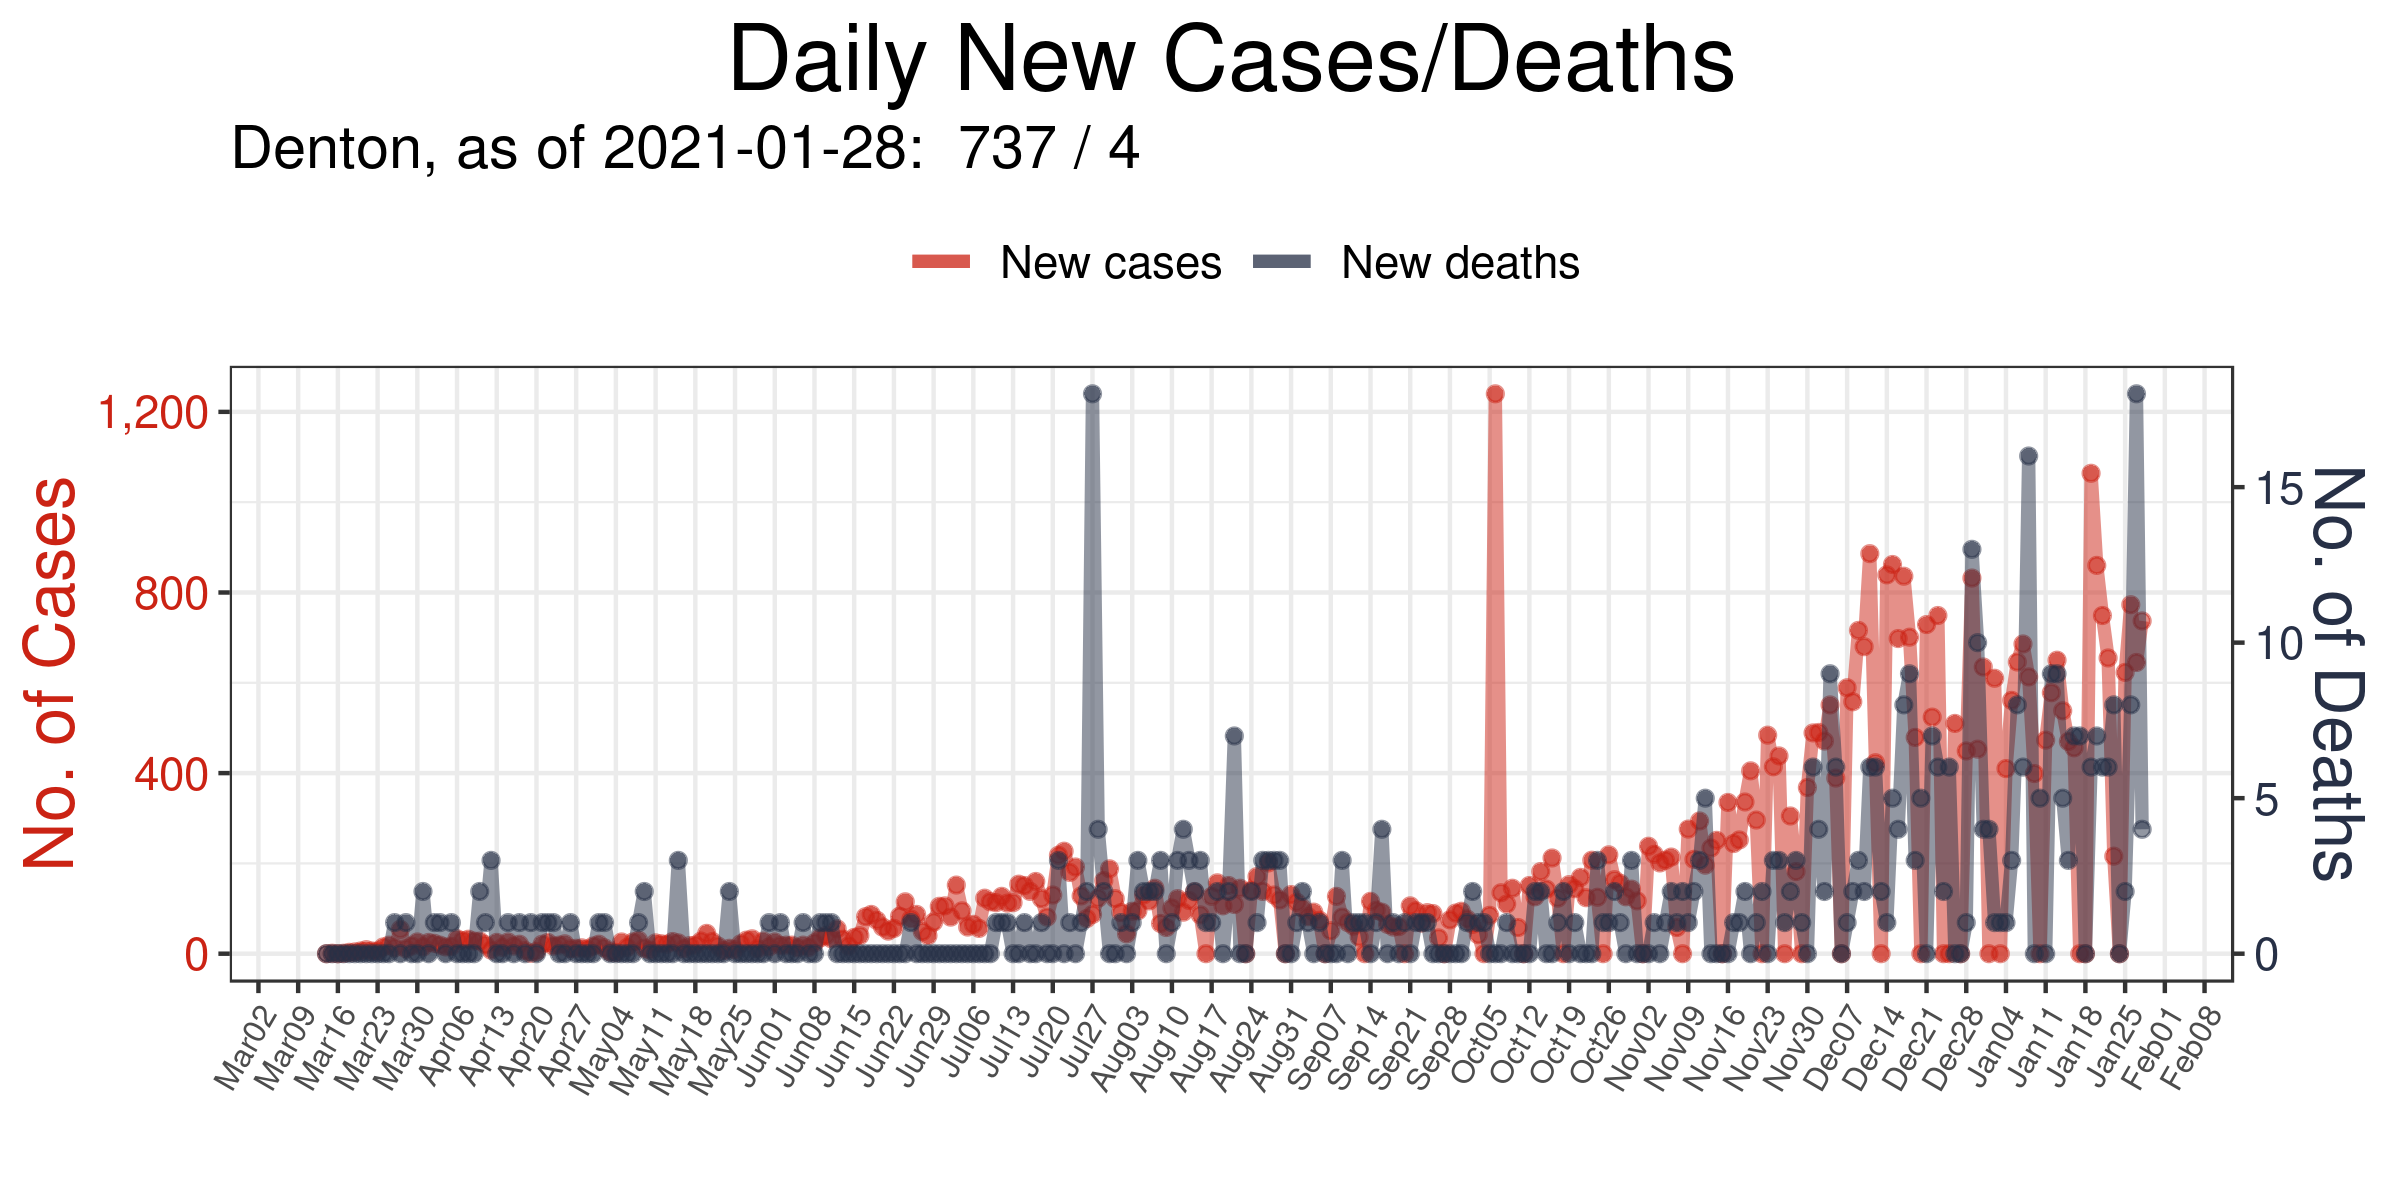 Daily New Cases/Deaths
Denton, as of 2021-01-28: 737 / 4
New cases
New deaths
No. of Cases
1,200
800
400
0
No. of Deaths
15
10
5
0
Mar02
Mar09
Mar16
Mar23
Mar30
Apr06
Apr13
Apr20
Apr27
May04
May11
May18
May25
Jun01
Jun08
Jun15
Jun22
Jun29
Jul06
Jul13
Jul20
Jul27
Aug03
Aug10
Aug17
Aug24
Aug31
Sep07
Sep14
Sep21
Sep28
Oct05
Oct12
Oct19
Oct26
Nov02
Nov09
Nov16
Nov23
Nov30
Dec07
Dec14
Dec21
Dec28
Jan04
Jan11
Jan18
Jan25
Feb01
Feb08